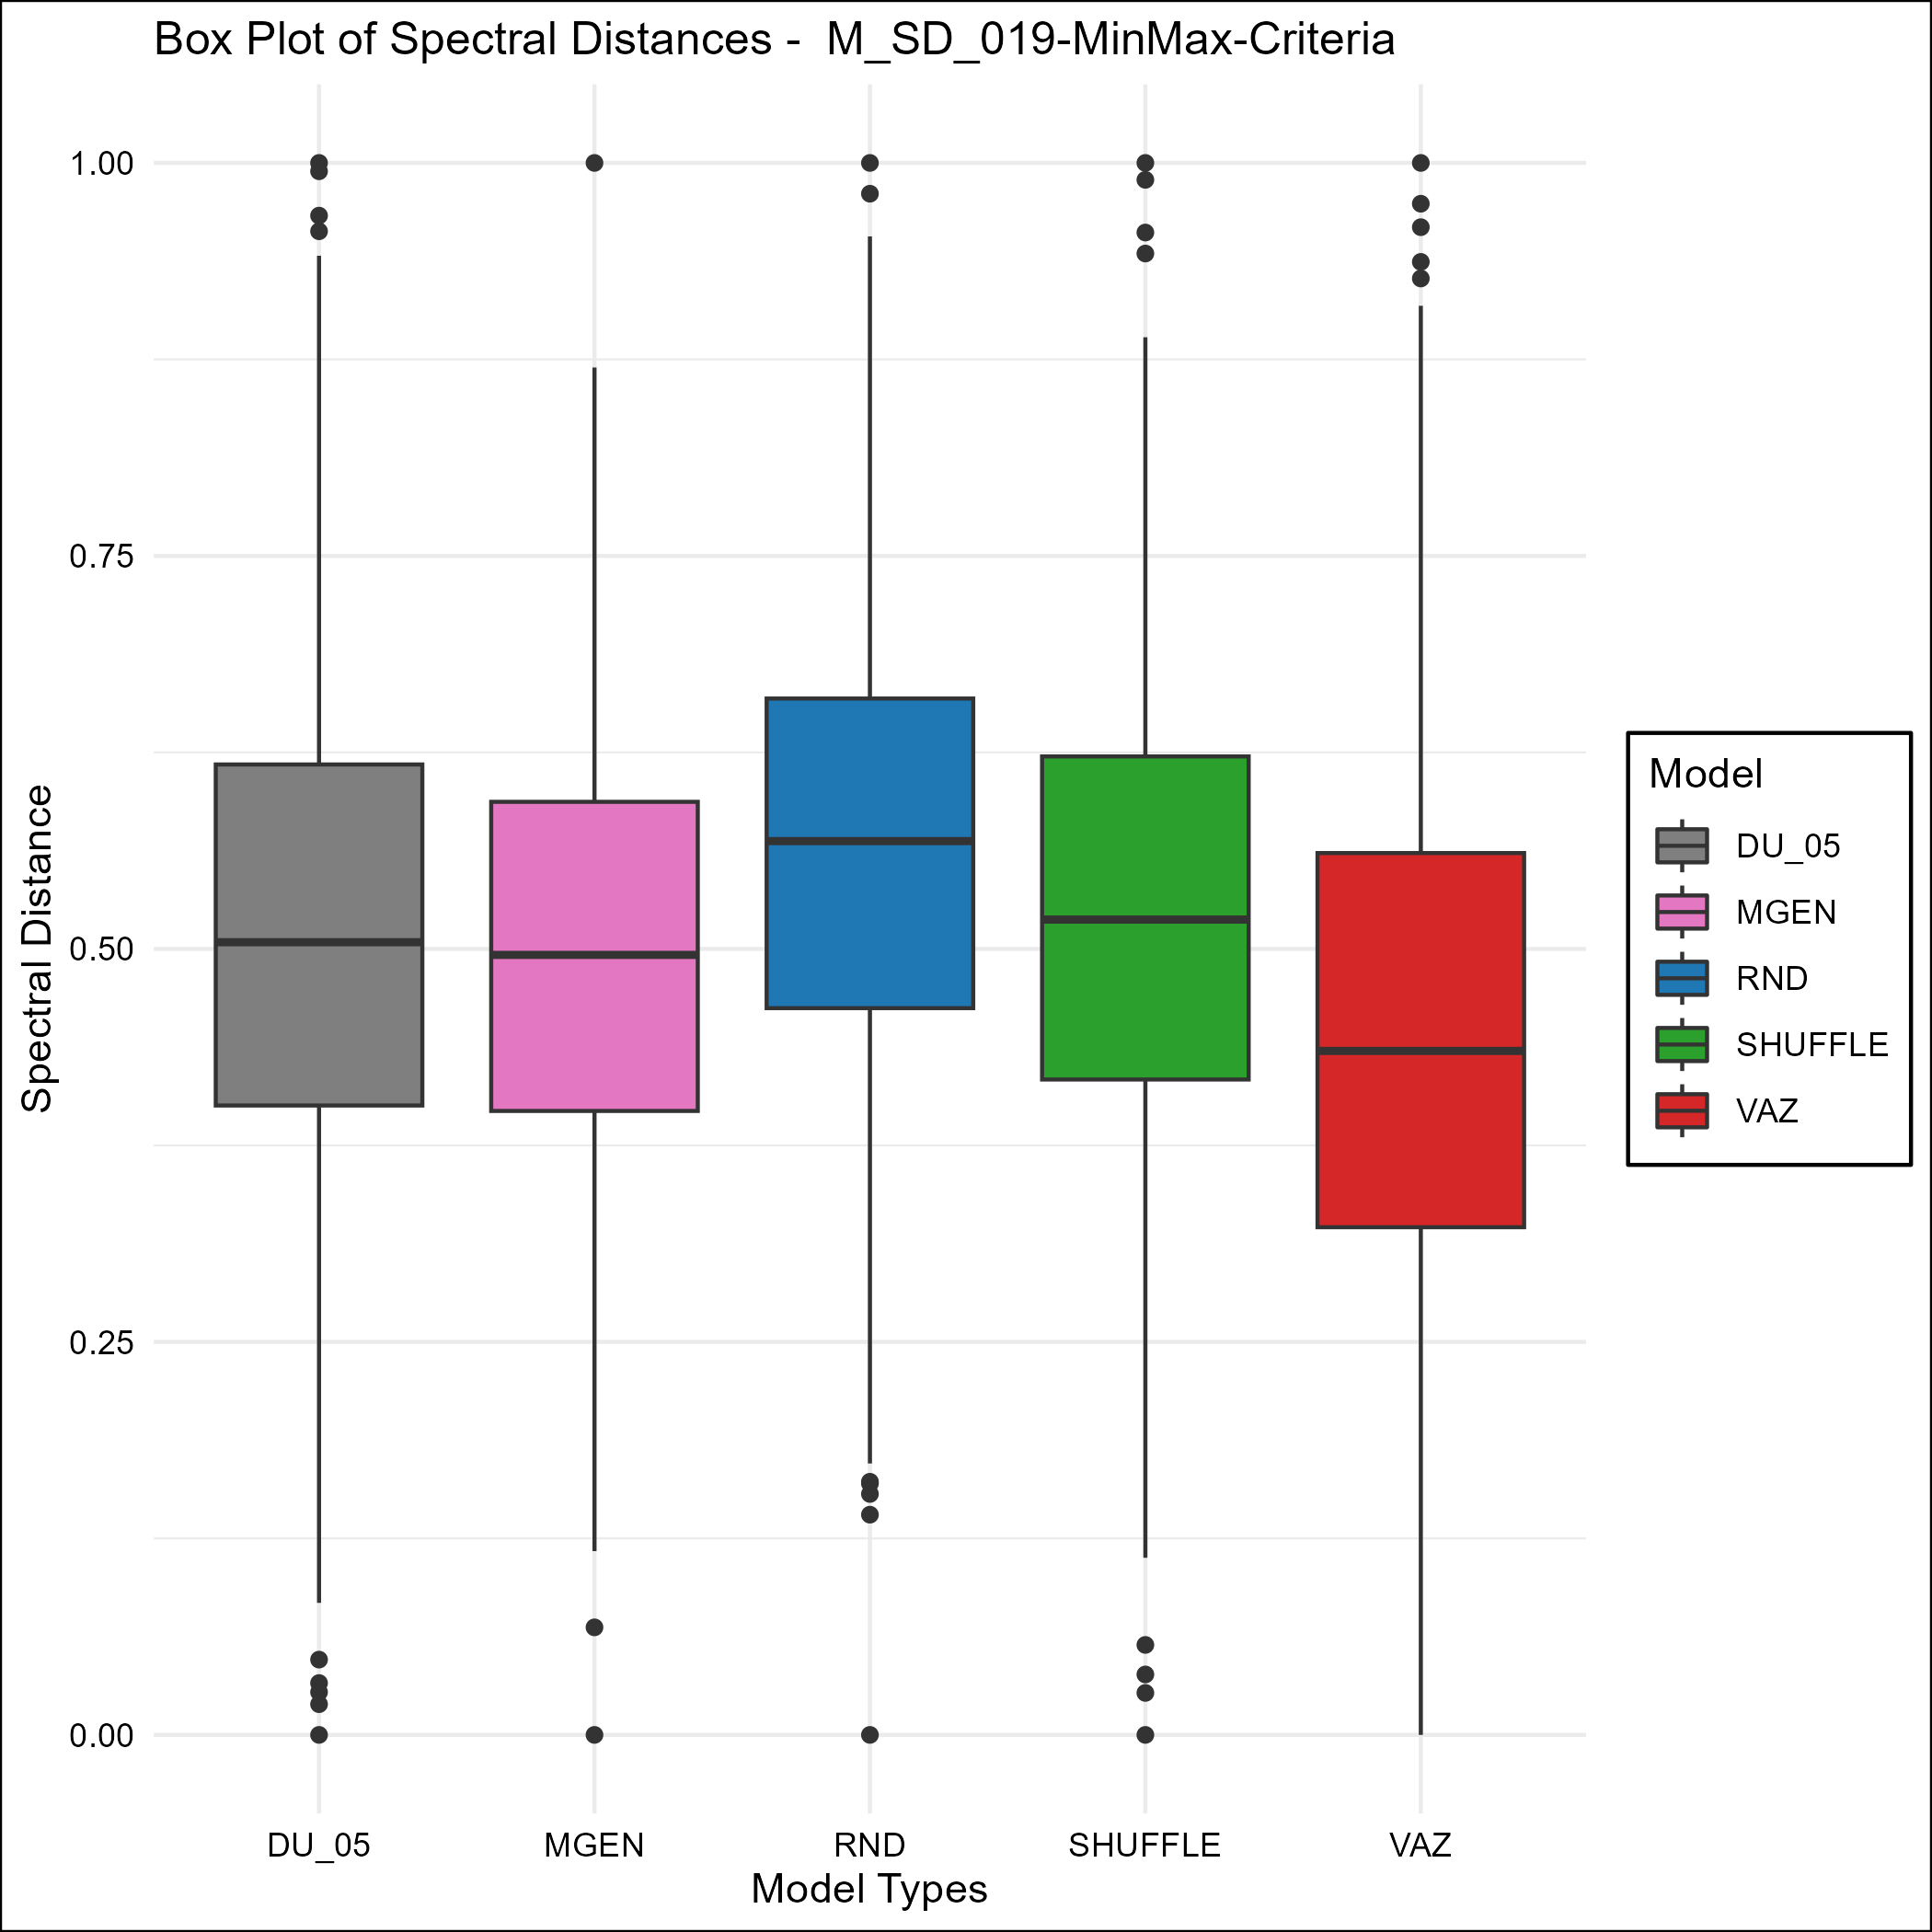 Box Plot of Spectral Distances -  M_SD_019-MinMax-Criteria
1.00
0.75
0.50
0.25
0.00
Spectral Distance
DU_05 MGEN RND SHUFFLE VAZ
Model Types
Model
DU_05
MGEN
RND
SHUFFLE
VAZ